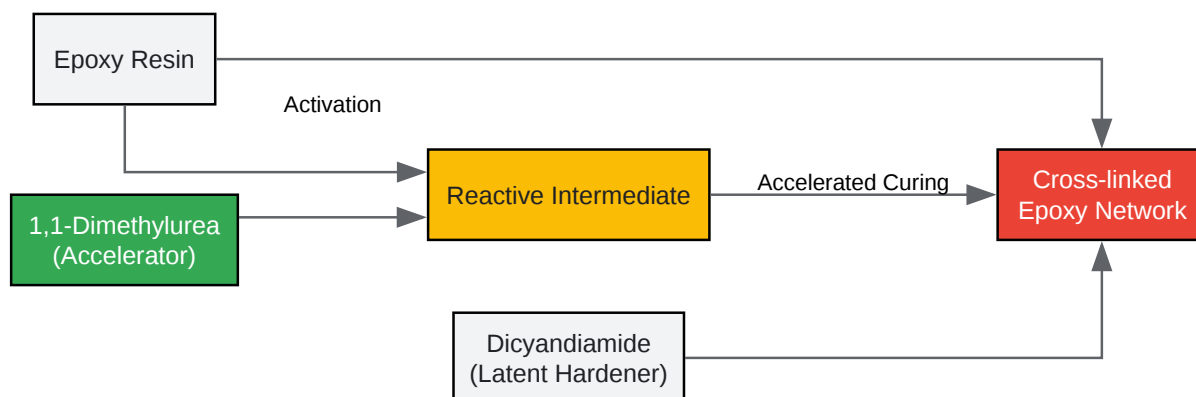 Epoxy Resin
Activation
Reactive Intermediate
Accelerated Curing
Cross-linked
Epoxy Network
1,1-Dimethylurea
(Accelerator)
Dicyandiamide
(Latent Hardener)